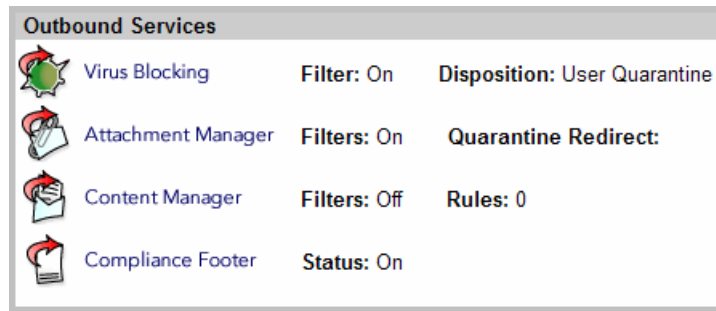 Outbound Services
Virus Blocking Filter: On Disposition: User Quarantine
Attachment Manager Filters: On Quarantine Redirect:
Content Manager Filters: Off Rules: 0
Compliance Footer Status: On